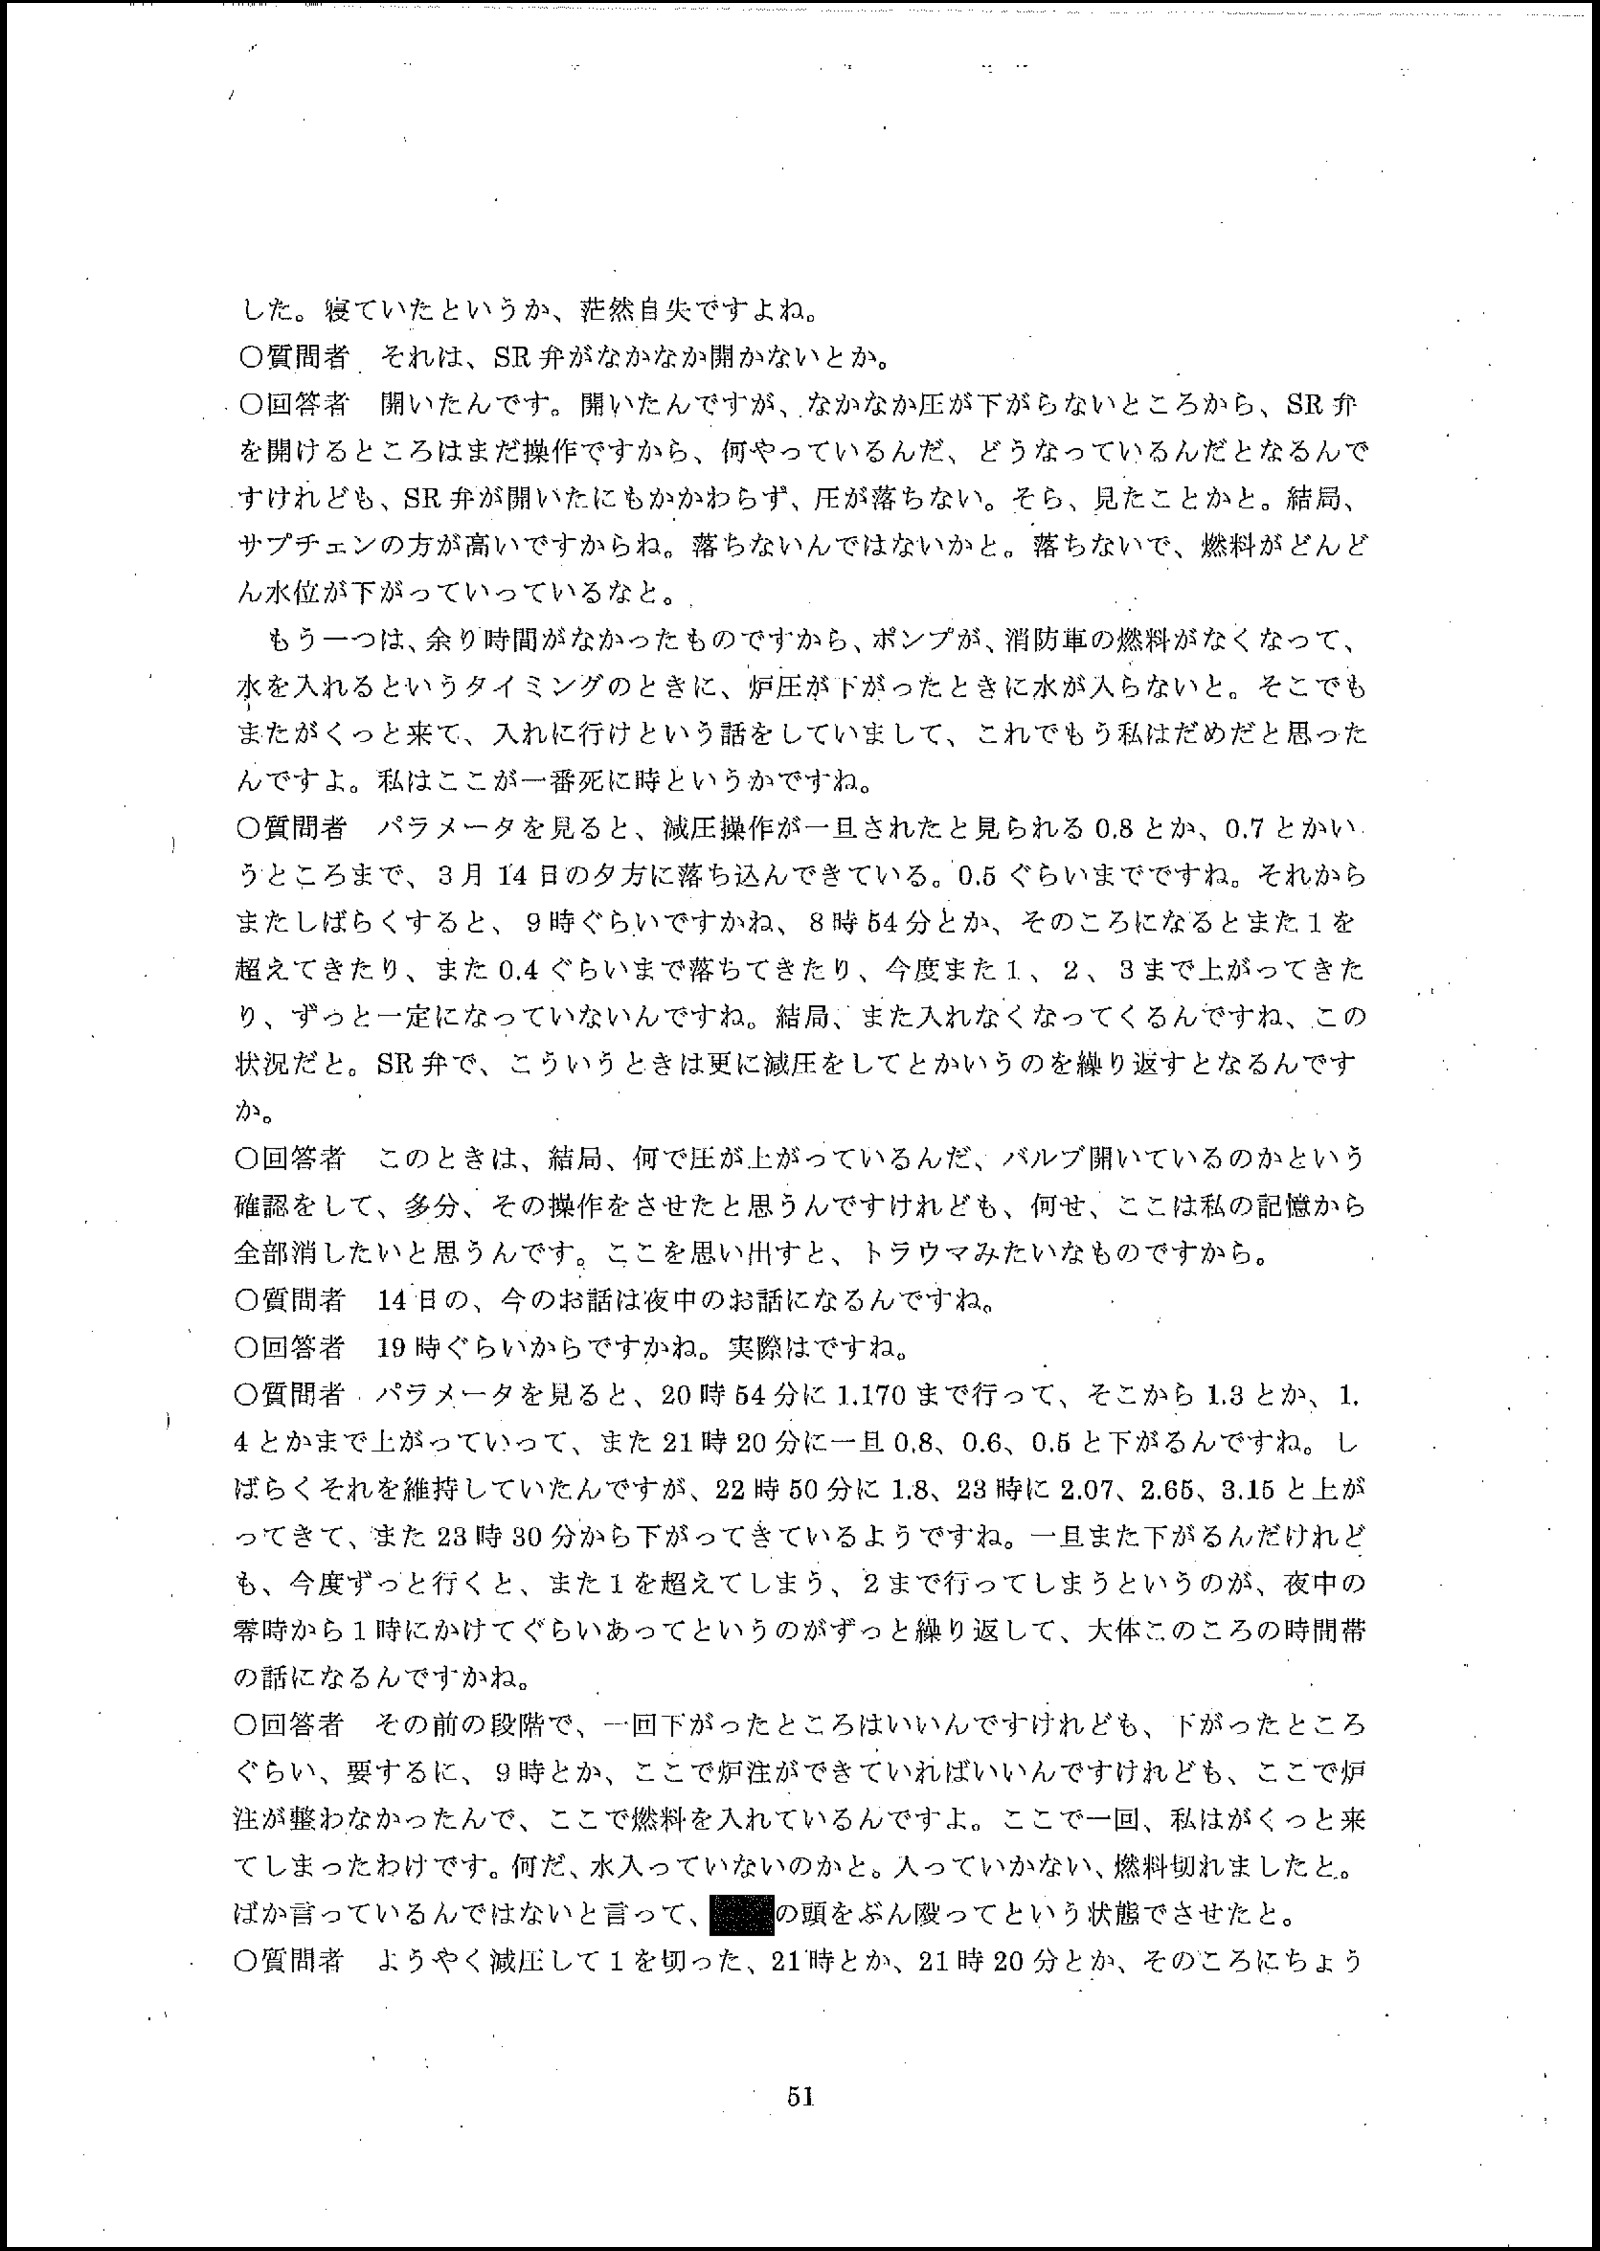 した。寝ていたというか、茫然自失ですよね。
〇質問者　それは、SR 弁がなかなか開かないとか。
〇回答者　開いたんです。開いたんですが、なかなか圧が下がらないところから、SR 弁
を開けるところはまだ操作ですから、何やっているんだ、どうなっているんだとなるんで
すけれども、SR 弁が開いたにもかかわらず、圧が落ちない。そら、見たことかと。結局、
サプチェンの方が高いですからね。落ちないんではないかと。落ちないで、燃料がどんど
ん水位が下がっていっているなと。
　もう一つは、余り時間がなかったものですから、ポンプが、消防車の燃料がなくなって、
水を入れるというタイミングのときに、炉圧が下がったときに水が入らないと。そこでも
またがくっと来て、入れに行けという話をしていまして、これでもう私はだめだと思った
んですよ。私はここが一番死に時というかですね。
〇質問者　パラメータを見ると、減圧操作が一旦されたと見られる 0.8 とか、0.7 とかい
うところまで、3 月 14 日の夕方に落ち込んできている。0.5 ぐらいまでですね。それから
またしばらくすると、9 時ぐらいですかね、8 時 54 分とか、そのころになるとまた 1 を
超えてきたり、また 0.4 ぐらいまで落ちてきたり、今度また 1 、 2 、 3 まで上がってきた
り、ずっと一定になっていないんですね。結局、また入れなくなってくるんですね、この
状況だと。SR 弁で、こういうときは更に減圧をしてとかいうのを繰り返すとなるんです
か。
〇回答者　このときは、結局、何で圧が上がっているんだ、バルブ開いているのかという
確認をして、多分、その操作をさせたと思うんですけれども、何せ、ここは私の記憶から
全部消したいと思うんです。ここを思い出すと、トラウマみたいなものですから。
〇質問者　14 日の、今のお話は夜中のお話になるんですね。
〇回答者　19 時ぐらいからですかね。実際はですね。
〇質問者　パラメータを見ると、20 時 54 分に 1.170 まで行って、そこから 1.3 とか、1.
4 とかまで上がっていって、また 21 時 20 分に一旦 0.8、0.6、0.5 と下がるんですね。し
ばらくそれを維持していたんですが、22 時 50 分に 1.8、23 時に 2.07、2.65、3.15 と上が
ってきて、また 23 時 30 分から下がってきているようですね。一旦また下がるんだけれど
も、今度ずっと行くと、また 1 を超えてしまう、2 まで行ってしまうというのが、夜中の
零時から 1 時にかけてぐらいあってというのがずっと繰り返して、大体このころの時間帯
の話になるんですかね。
〇回答者　その前の段階で、一回下がったところはいいんですけれども、下がったところ
ぐらい、要するに、9 時とか、ここで炉注ができていればいいんですけれども、ここで炉
注が整わなかったんで、ここで燃料を入れているんですよ。ここで一回、私はがくっと来
てしまったわけです。何だ、水入っていないのかと。入っていかない、燃料切れましたと。
ばか言っているんではないと言って、の頭をぶん殴ってという状態でさせたと。
〇質問者　ようやく減圧して 1 を切った、21 時とか、21 時 20 分とか、そのころにちょう
51